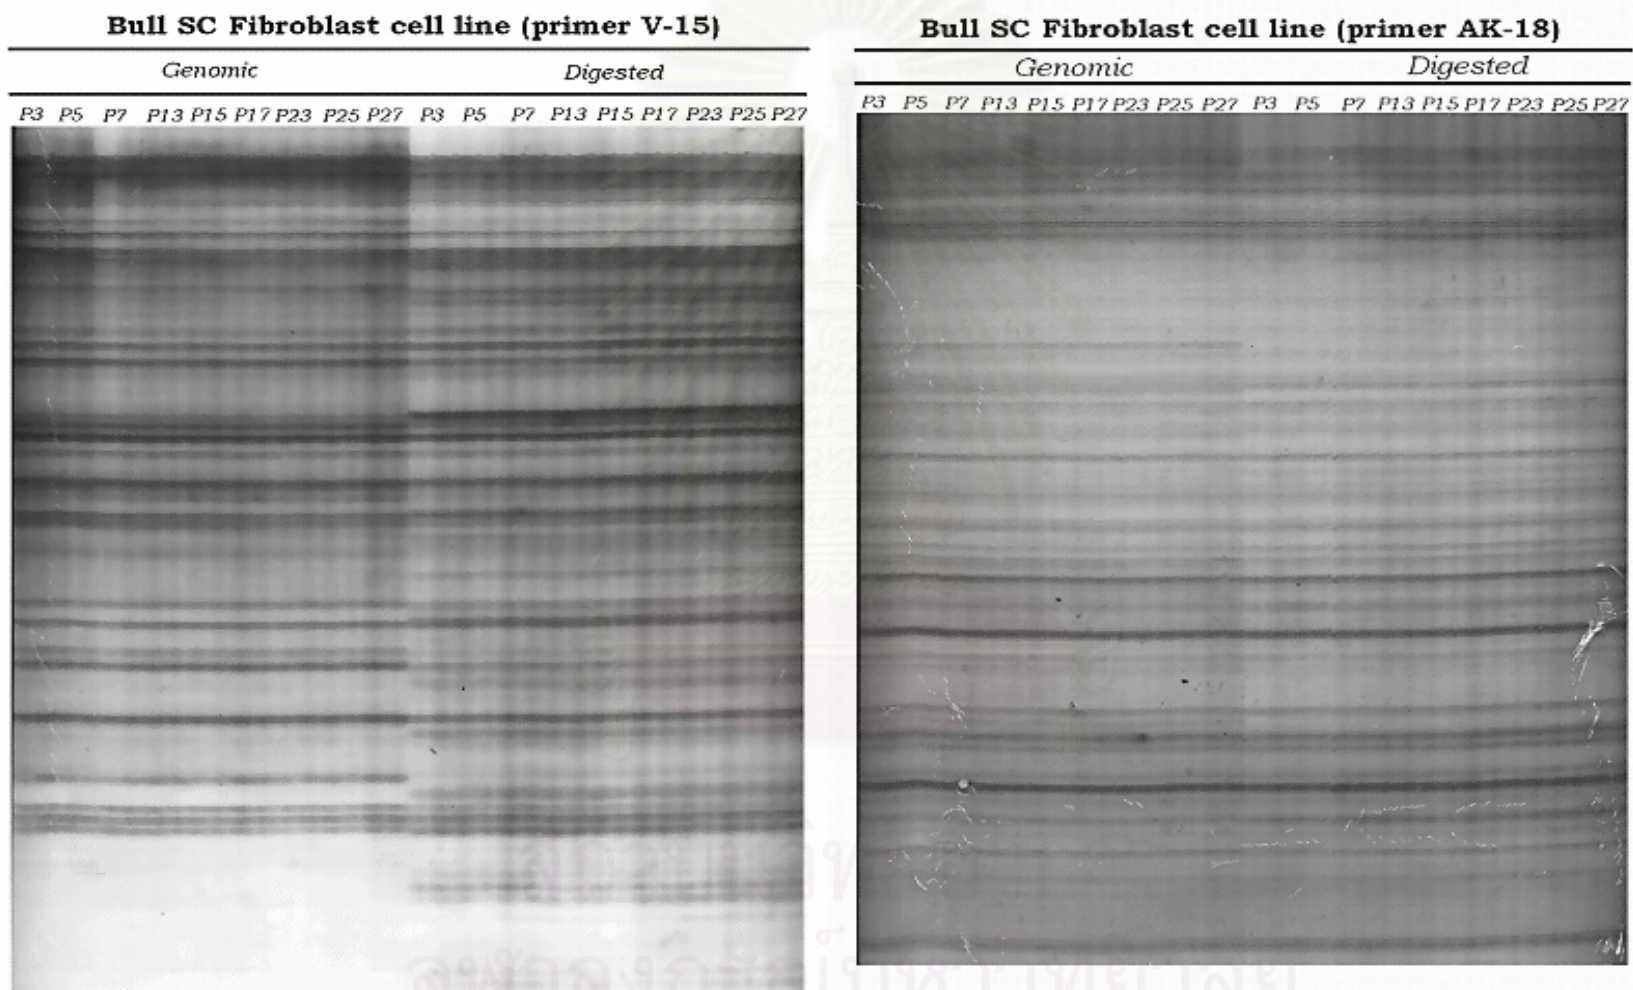 Bull SC Fibroblast cell line (primer V-15)
Genomic Digested
P3 P5 P7 P13 P15 P17 P23 P25 P27 P3 P5 P7 P13 P15 P17 P23 P25 P27
Bull SC Fibroblast cell line (primer AK-18)
Genomic Digested
P3 P5 P7 P13 P15 P17 P23 P25 P27 P3 P5 P7 P13 P15 P17 P23 P25 P27